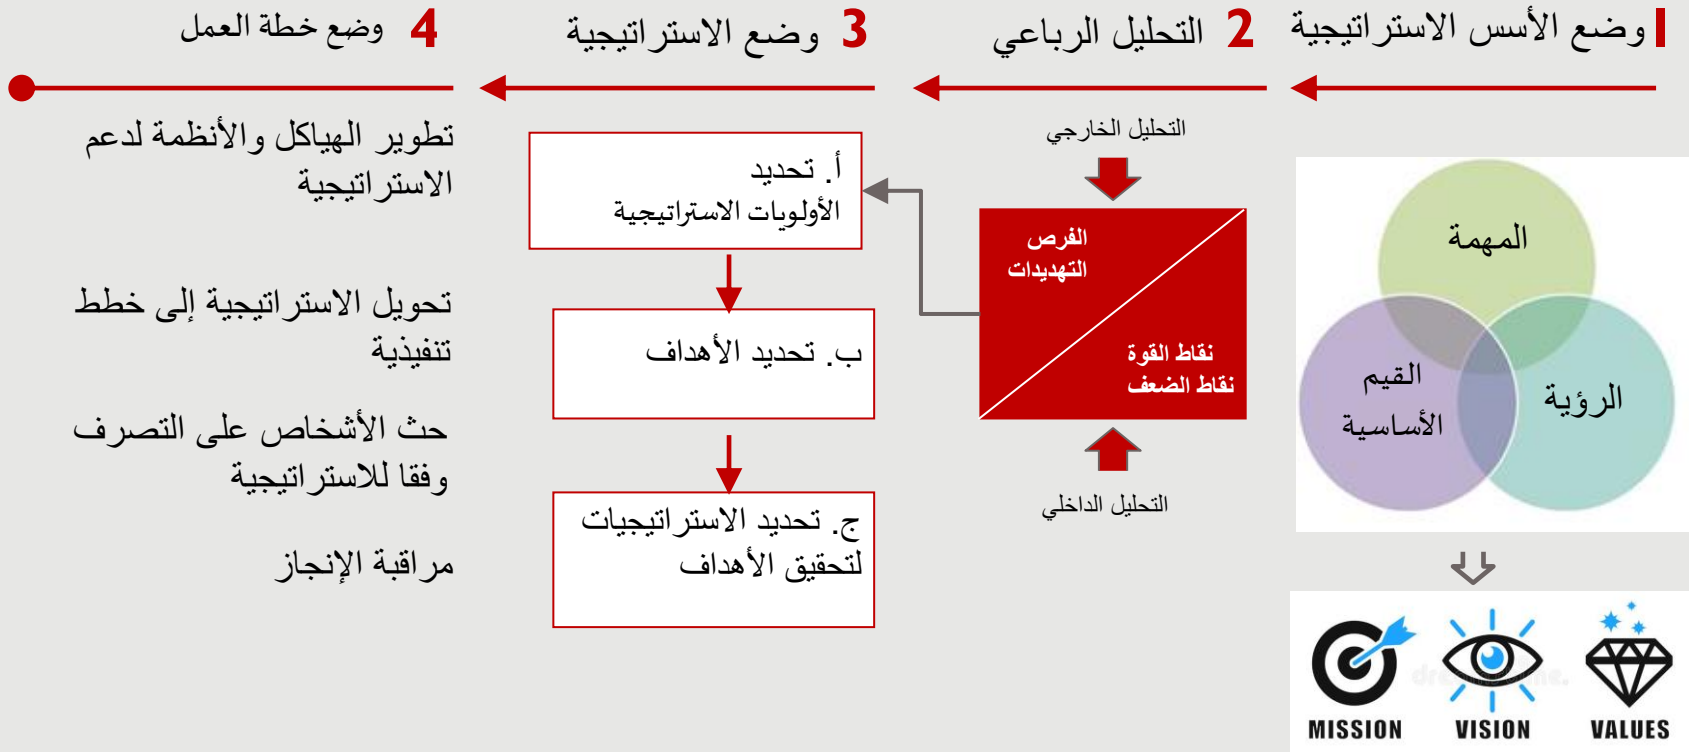 1 وضع الأسس الاستراتيجية
المهمة
الرؤية
القيم
الأساسية
MISSION
VISION
VALUES
2 التحليل الرباعي
التحليل الخارجي
الفرص
التهديدات
نقاط القوة
نقاط الضعف
التحليل الداخلي
3 وضع الاستراتيجية
أ. تحديد
الأولويات الاستراتيجية
ب. تحديد الأهداف
ج. تحديد الاستراتيجيات
لتحقيق الأهداف
4 وضع خطة العمل
تطوير الهياكل والأنظمة لدعم
الاستراتيجية
تحويل الاستراتيجية إلى خطط
تنفيذية
حث الأشخاص على التصرف
وفقا للاستراتيجية
مراقبة الإنجاز